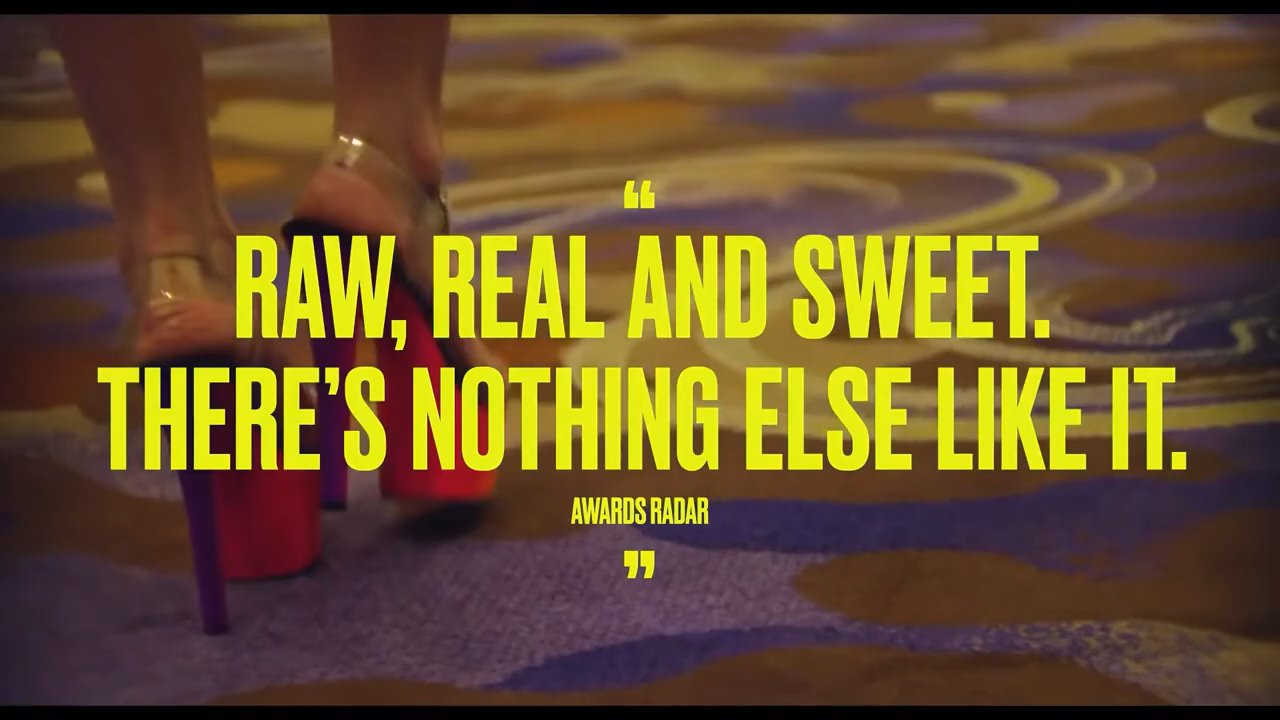 “
RAW, REAL AND SWEET.
THERE’S NOTHING ELSE LIKE IT.
AWARDS RADAR
”